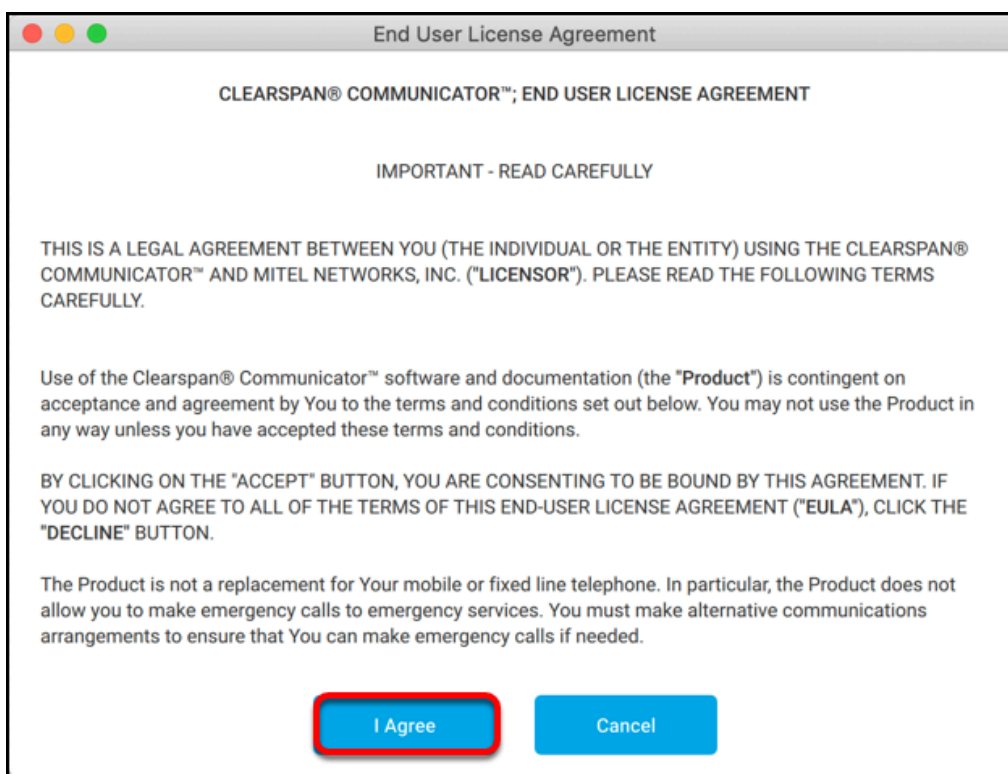 End User License Agreement
CLEARSPAN® COMMUNICATOR™; END USER LICENSE AGREEMENT
IMPORTANT - READ CAREFULLY
THIS IS A LEGAL AGREEMENT BETWEEN YOU (THE INDIVIDUAL OR THE ENTITY) USING THE CLEARSPAN®
COMMUNICATOR™ AND MITEL NETWORKS, INC. ("LICENSOR"). PLEASE READ THE FOLLOWING TERMS
CAREFULLY.
Use of the Clearspan® Communicator™ software and documentation (the "Product") is contingent on
acceptance and agreement by You to the terms and conditions set out below. You may not use the Product in
any way unless you have accepted these terms and conditions.
BY CLICKING ON THE "ACCEPT" BUTTON, YOU ARE CONSENTING TO BE BOUND BY THIS AGREEMENT. IF
YOU DO NOT AGREE TO ALL OF THE TERMS OF THIS END-USER LICENSE AGREEMENT ("EULA"), CLICK THE
"DECLINE" BUTTON.
The Product is not a replacement for Your mobile or fixed line telephone. In particular, the Product does not
allow you to make emergency calls to emergency services. You must make alternative communications
arrangements to ensure that You can make emergency calls if needed.
I Agree
Cancel